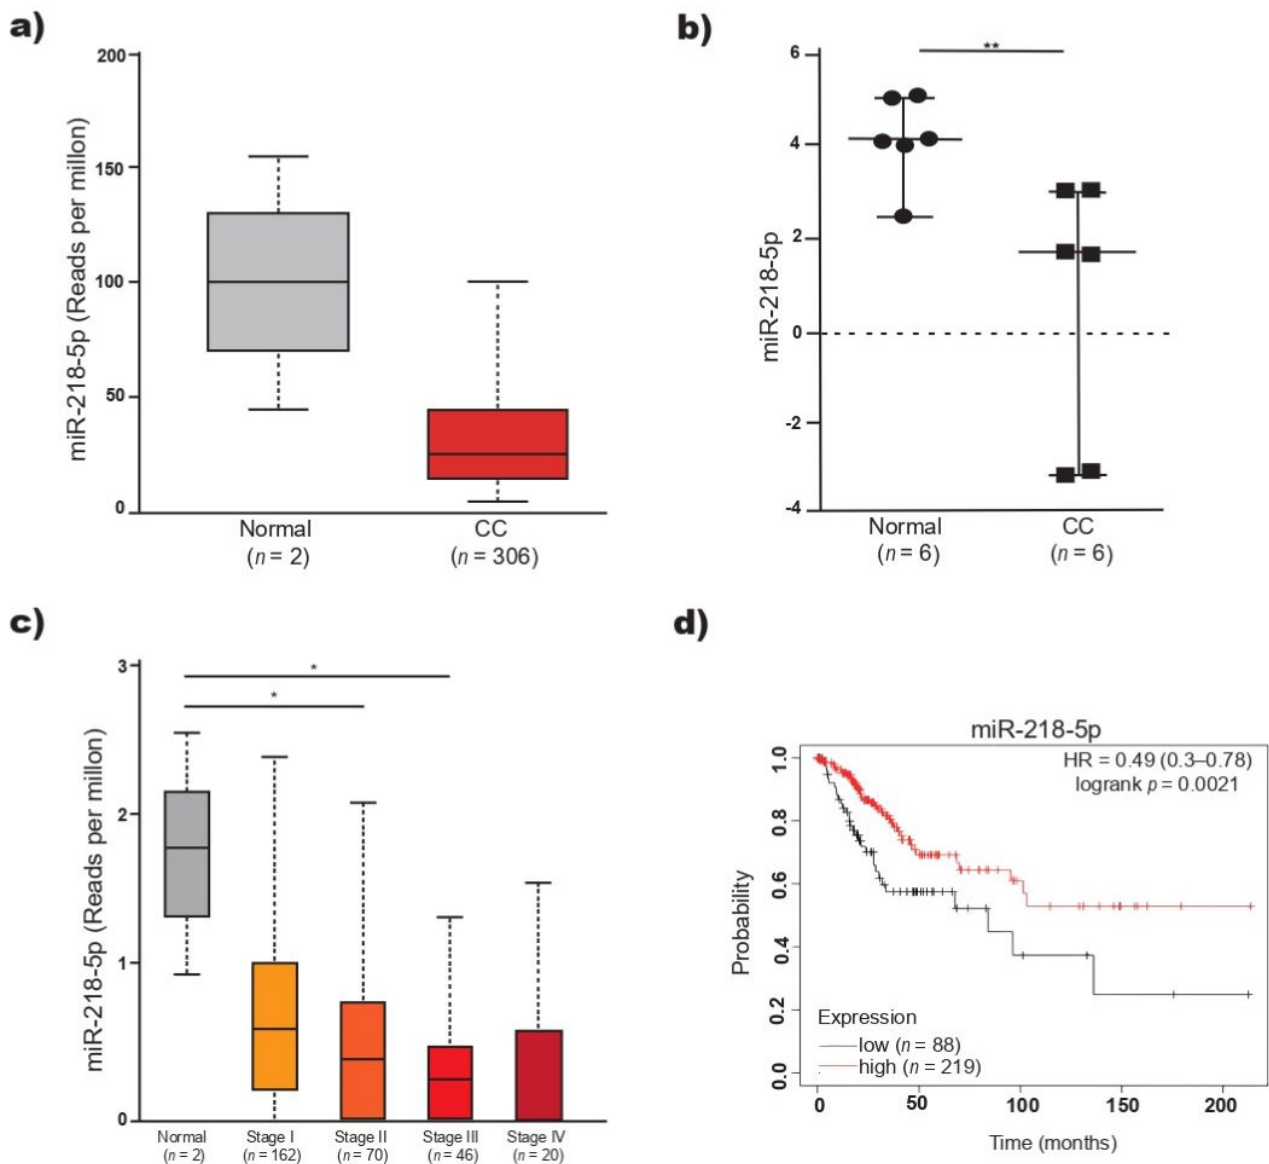 a)
200
150
100
50
0
miR-218-5p (Reads per millon)
Normal
(n = 2)
CC
(n = 306)
b)
**
6
4
2
0
-2
-4
miR-218-5p
Normal
(n = 6)
CC
(n = 6)
c)
*
*
3
2
1
0
miR-218-5p (Reads per millon)
Normal
(n = 2)
Stage I
(n = 162)
Stage II
(n = 70)
Stage III
(n = 46)
Stage IV
(n = 20)
d)
miR-218-5p
HR = 0.49 (0.3–0.78)
logrank p = 0.0021
1.0
0.8
0.6
0.4
0.2
0.0
Probability
Expression
low (n = 88)
high (n = 219)
0
50
100
150
200
Time (months)